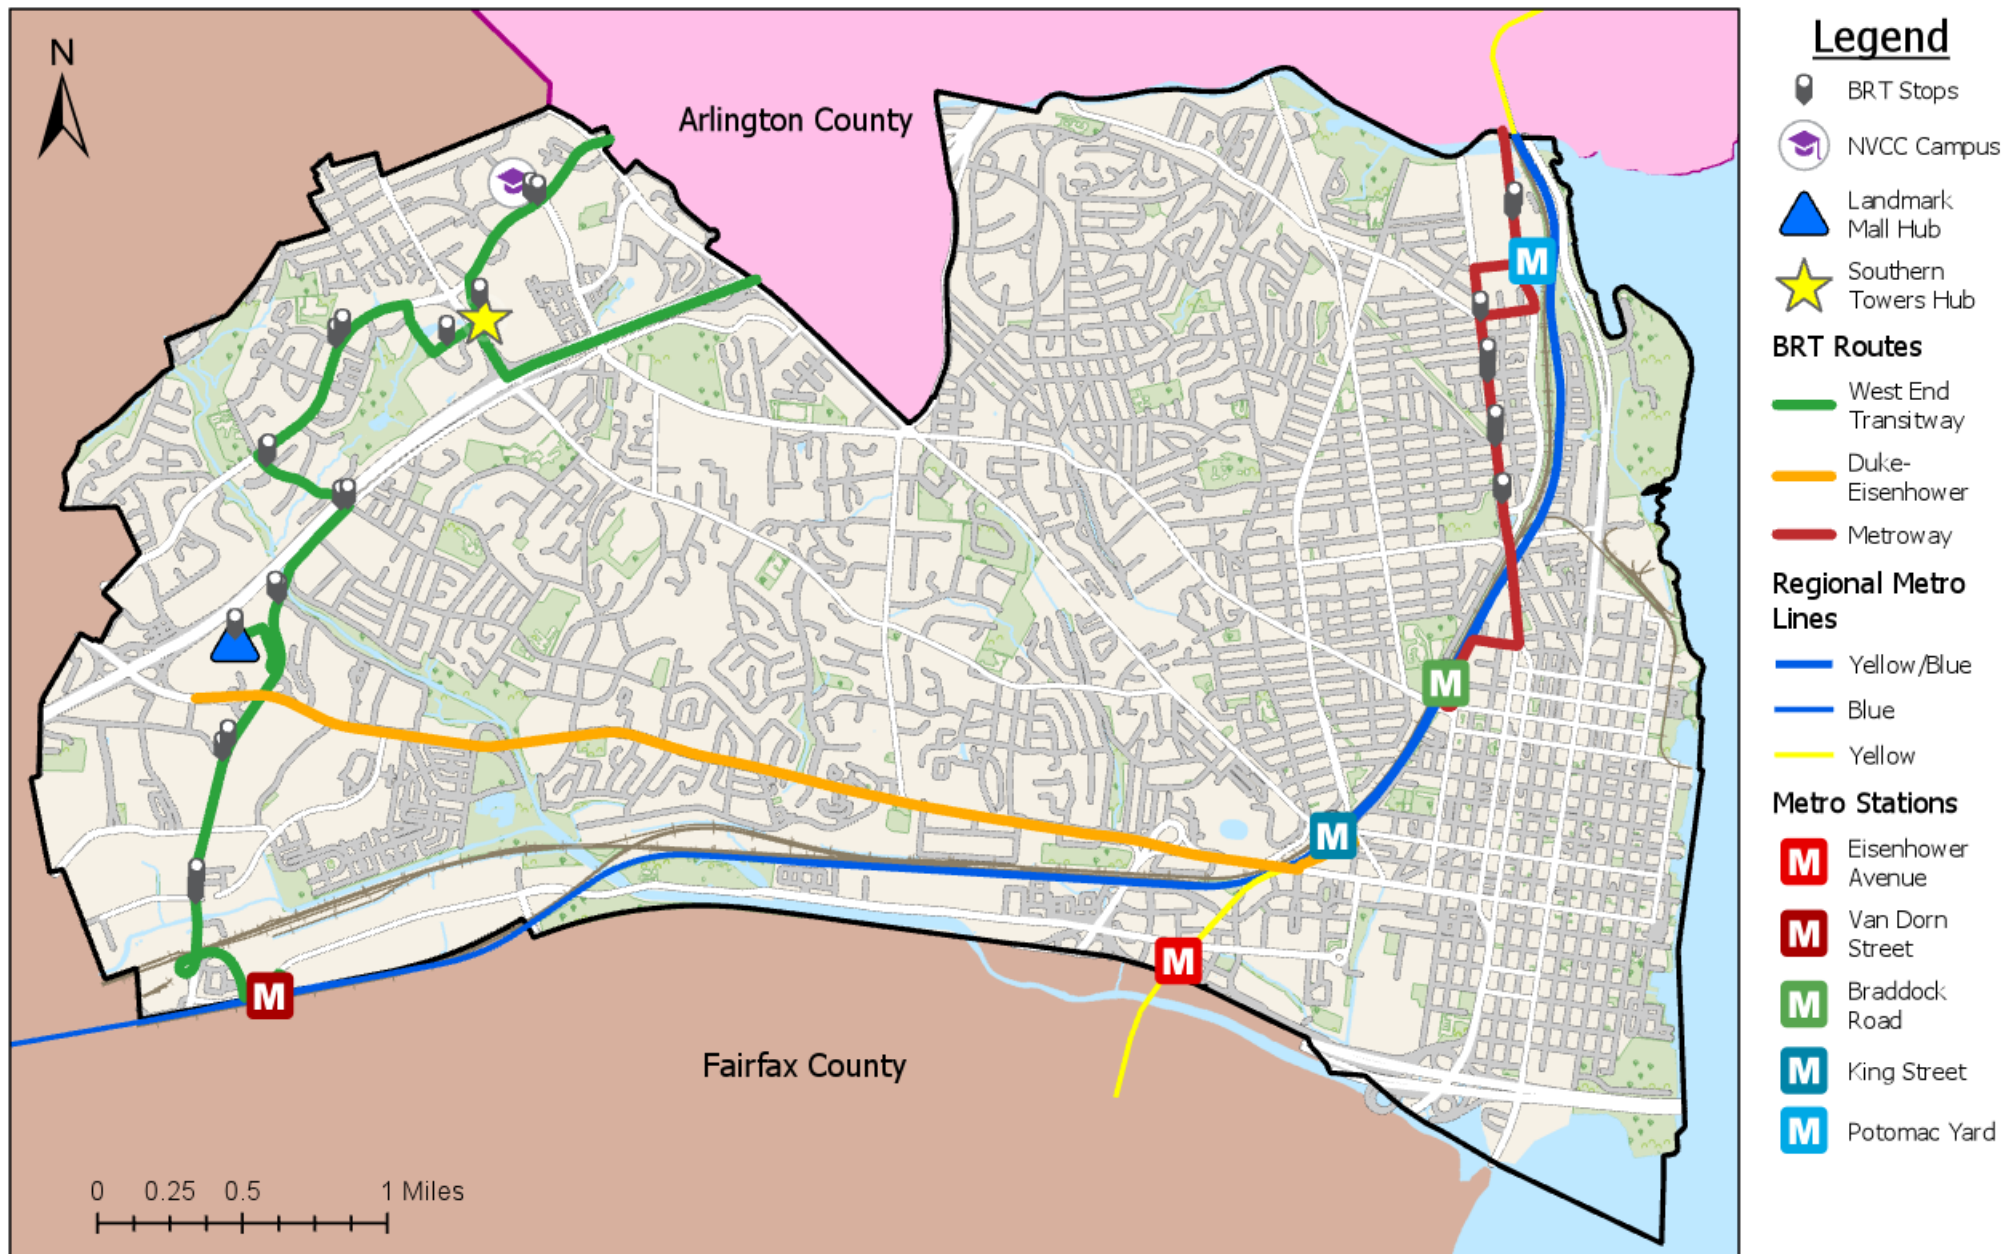 N
Arlington County
Fairfax County
0 0.25 0.5 1 Miles
M
M
M
M
M
Legend
BRT Stops
NVCC Campus
Landmark
Mall Hub
Southern
Towers Hub
BRT Routes
West End
Transitway
Duke-
Eisenhower
Metroway
Regional Metro
Lines
Yellow/Blue
Blue
Yellow
Metro Stations
M Eisenhower
Avenue
M Van Dorn
Street
M Braddock
Road
M King Street
M Potomac Yard